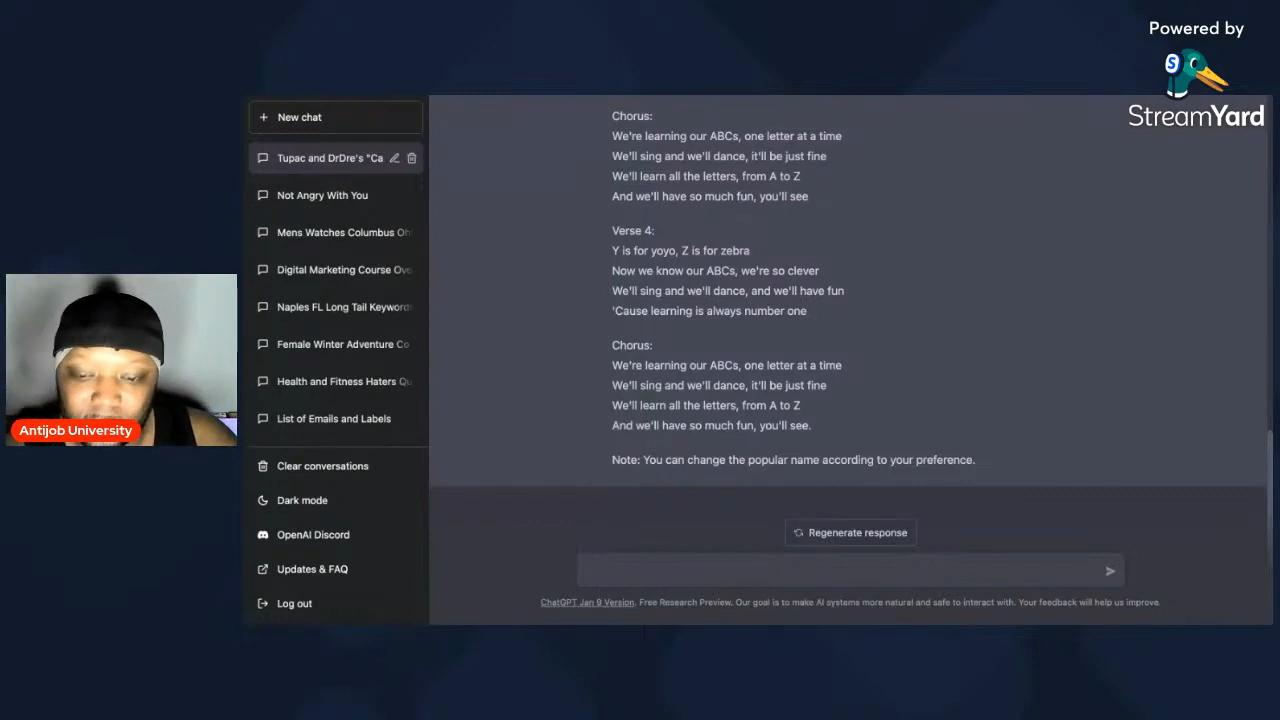 Powered by
StreamYard
+ New chat
Tupac and DrDre's "Ca
Not Angry With You
Mens Watches Columbus Oh
Digital Marketing Course Ov
Naples FL Long Tail Keyword
Female Winter Adventure Co
Health and Fitness Haters Qu
List of Emails and Labels
Clear conversations
Dark mode
OpenAI Discord
Updates & FAQ
Log out
Chorus:
We're learning our ABCs, one letter at a time
We'll sing and we'll dance, it'll be just fine
We'll learn all the letters, from A to Z
And we'll have so much fun, you'll see
Verse 4:
Y is for yoyo, Z is for zebra
Now we know our ABCs, we're so clever
We'll sing and we'll dance, and we'll have fun
'Cause learning is always number one
Chorus:
We're learning our ABCs, one letter at a time
We'll sing and we'll dance, it'll be just fine
We'll learn all the letters, from A to Z
And we'll have so much fun, you'll see.
Note: You can change the popular name according to your preference.
Regenerate response
ChatGPT Jan 9 Version. Free Research Preview. Our goal is to make AI systems more natural and safe to interact with. Your feedback will help us improve.
Antijob University